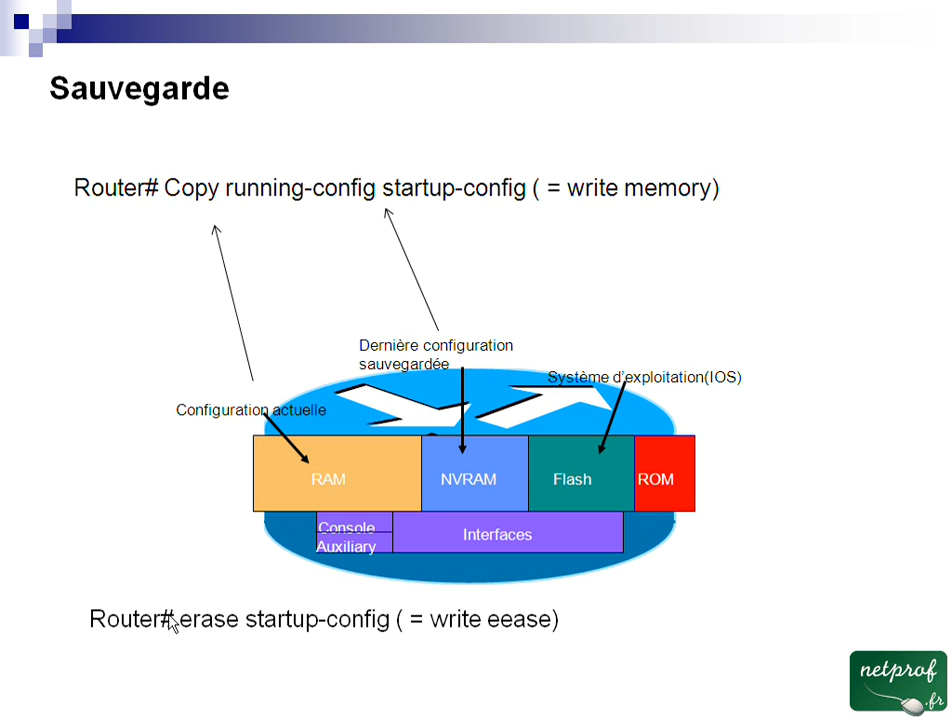 Sauvegarde
Router# Copy running-config startup-config ( = write memory)
Dernière configuration
sauvegardée
Système d'exploitation(IOS)
Configuration actuelle
RAM
NVRAM
Flash
ROM
Console
Auxiliary
Interfaces
Router# erase startup-config ( = write eease)
netprof
.fr